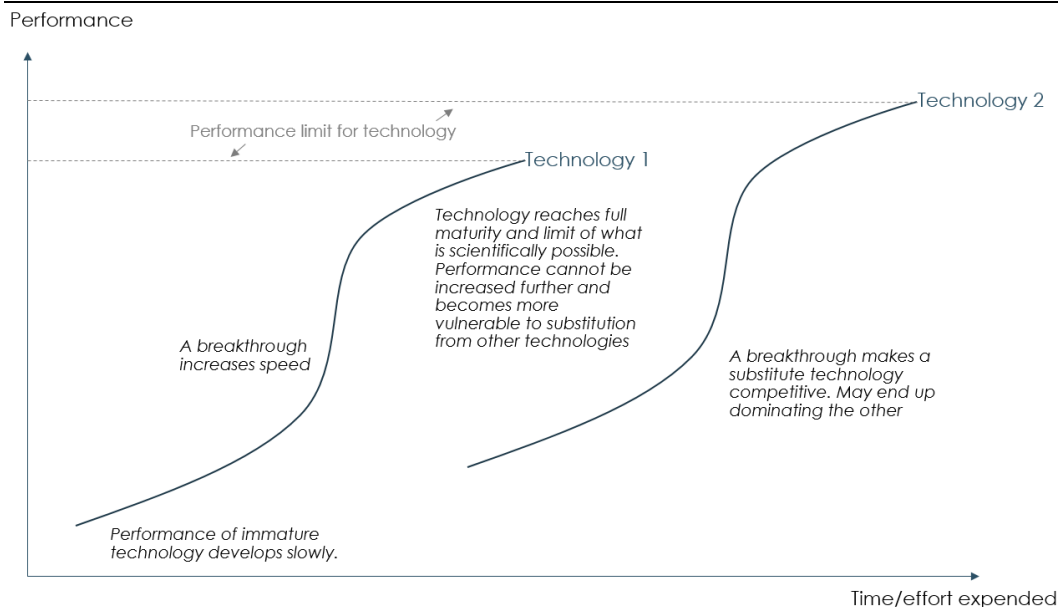 Performance
Technology 2
Performance limit for technology
Technology 1
Technology reaches full
maturity and limit of what
is scientifically possible.
Performance cannot be
increased further and
becomes more
vulnerable to substitution
from other technologies
A breakthrough
increases speed
A breakthrough makes a
substitute technology
competitive. May end up
dominating the other
Performance of immature
technology develops slowly.
Time/effort expended